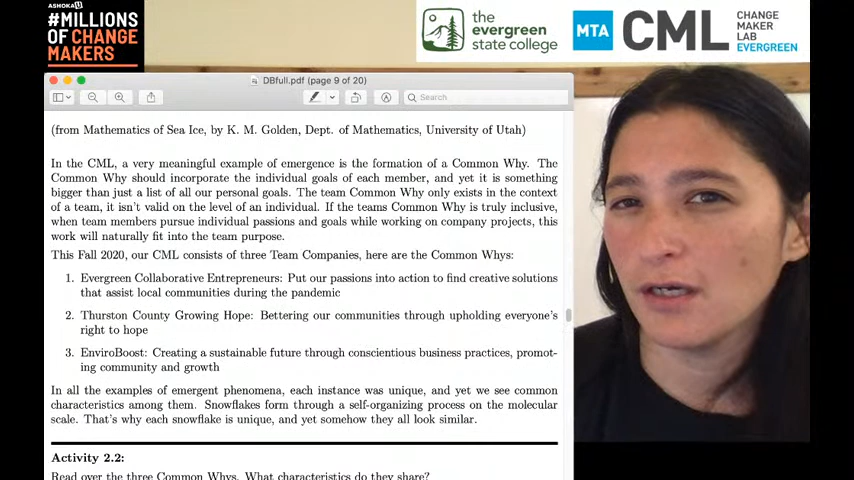 ASHOKA U
#MILLIONS
OF CHANGE
MAKERS
the
evergreen
state college
MTA
CML
CHANGE
MAKER
LAB
EVERGREEN
DBfull.pdf (page 9 of 20)
Search
(from Mathematics of Sea Ice, by K. M. Golden, Dept. of Mathematics, University of Utah)
In the CML, a very meaningful example of emergence is the formation of a Common Why. The
Common Why should incorporate the individual goals of each member, and yet it is something
bigger than just a list of all our personal goals. The team Common Why only exists in the context
of a team, it isn't valid on the level of an individual. If the teams Common Why is truly inclusive,
when team members pursue individual passions and goals while working on company projects, this
work will naturally fit into the team purpose.
This Fall 2020, our CML consists of three Team Companies, here are the Common Whys:
1. Evergreen Collaborative Entrepreneurs: Put our passions into action to find creative solutions
that assist local communities during the pandemic
2. Thurston County Growing Hope: Bettering our communities through upholding everyone's
right to hope
3. EnviroBoost: Creating a sustainable future through conscientious business practices, promot-
ing community and growth
In all the examples of emergent phenomena, each instance was unique, and yet we see common
characteristics among them. Snowflakes form through a self-organizing process on the molecular
scale. That's why each snowflake is unique, and yet somehow they all look similar.
Activity 2.2:
Read over the three Common Whys. What characteristics do they share?